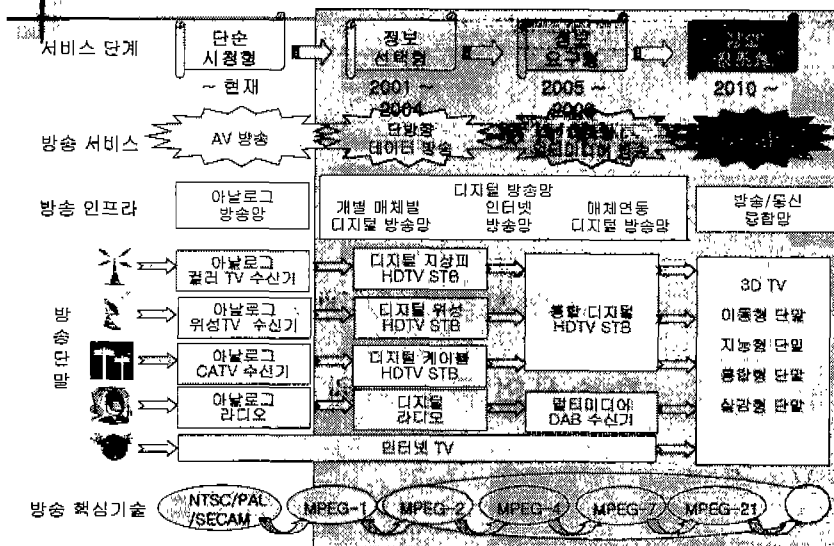 서비스 단계
단순
시청형
정보
선택형
정보
요구형
~ 현재
2001 ~
2004
2005 ~
2010 ~
방송 서비스
AV 방송
단방향
데이터 방송
방송 인프라
아날로그
방송망
디지털 방송망
개별 매체별
디지털 방송망
인터넷
방송망
매체연동
디지털 방송망
방송/통신
융합망
방송단말
아날로그
컬러 TV 수신기
디지털 지상파
HDTV STB
아날로그
위성TV 수신기
디지털 위성
HDTV STB
통합 디지털
HDTV STB
아날로그
CATV 수신기
디지털 케이블
HDTV STB
아날로그
라디오
디지털
라디오
멀티미디어
DAB 수신기
인터넷 TV
3D TV
이동형 단말
지능형 단말
통합형 단말
실감형 단말
방송 핵심기술
NTSC/PAL
/SECAM
MPEG-1
MPEG-2
MPEG-4
MPEG-7
MPEG-21